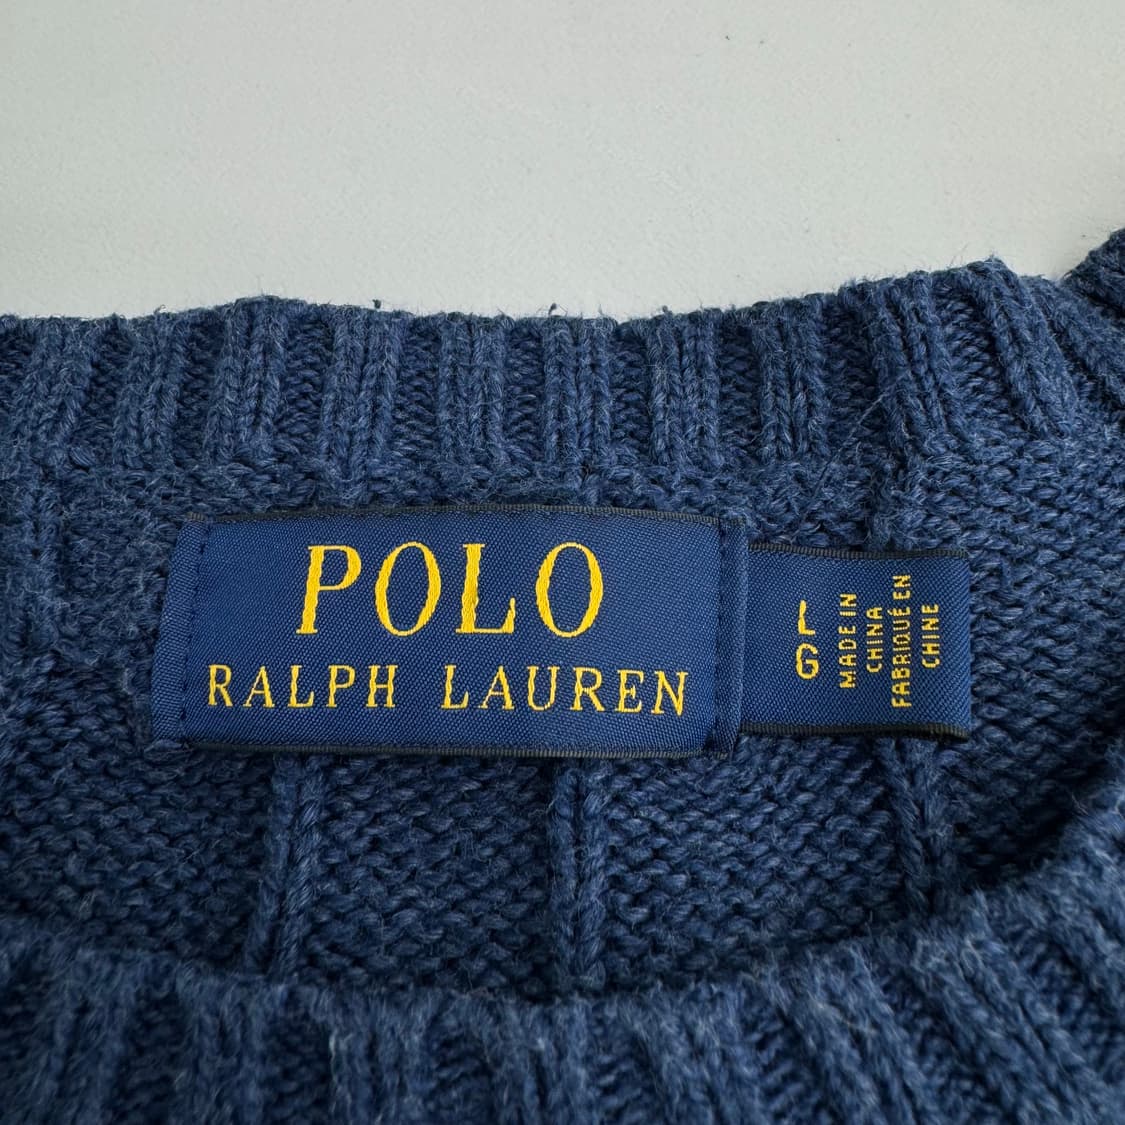 POLO
RALPH LAUREN
L
G
MADE IN
CHINA
FABRIQUÉ EN
CHINE